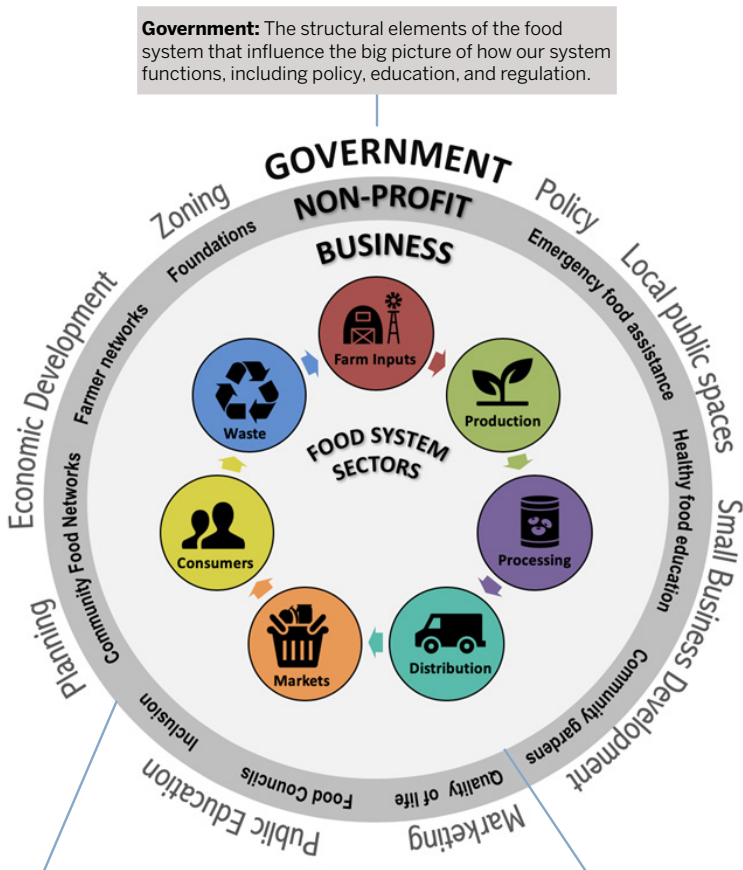 Government: The structural elements of the food
system that influence the big picture of how our system
functions, including policy, education, and regulation.
GOVERNMENT
NON-PROFIT
BUSINESS
Zoning
Policy
Local public spaces
Small Business Development
Marketing
Public Education
Planning
Economic Development
Foundations
Emergency food assistance
Healthy food education
Community gardens
Quality of life
Food Councils
Inclusion
Community Food Networks
Farmer networks
FOOD SYSTEM
SECTORS
Farm Inputs
Production
Processing
Distribution
Markets
Consumers
Waste